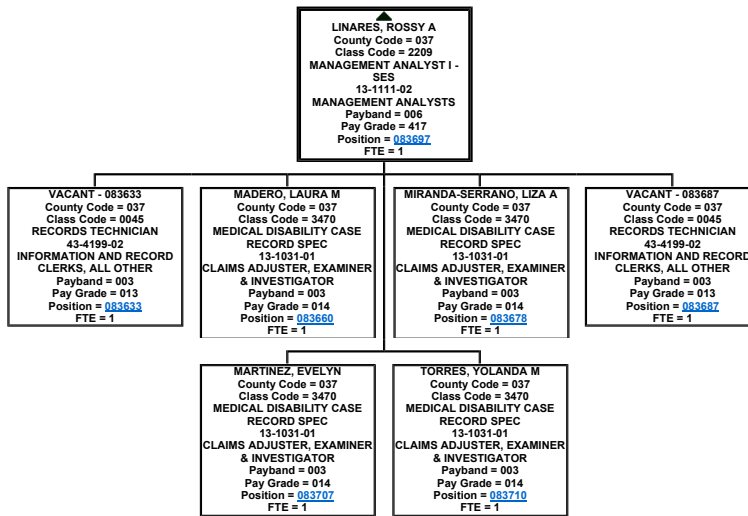 LINARES, ROSSY A
County Code = 037
Class Code = 2209
MANAGEMENT ANALYST I -
SES
13-1111-02
MANAGEMENT ANALYSTS
Payband = 006
Pay Grade = 417
Position = 083697
FTE = 1
VACANT - 083633
County Code = 037
Class Code = 0045
RECORDS TECHNICIAN
43-4199-02
INFORMATION AND RECORD
CLERKS, ALL OTHER
Payband = 003
Pay Grade = 013
Position = 083633
FTE = 1
MADERO, LAURA M
County Code = 037
Class Code = 3470
MEDICAL DISABILITY CASE
RECORD SPEC
13-1031-01
CLAIMS ADJUSTER, EXAMINER
& INVESTIGATOR
Payband = 003
Pay Grade = 014
Position = 083660
FTE = 1
MIRANDA-SERRANO, LIZA A
County Code = 037
Class Code = 3470
MEDICAL DISABILITY CASE
RECORD SPEC
13-1031-01
CLAIMS ADJUSTER, EXAMINER
& INVESTIGATOR
Payband = 003
Pay Grade = 014
Position = 083678
FTE = 1
VACANT - 083687
County Code = 037
Class Code = 0045
RECORDS TECHNICIAN
43-4199-02
INFORMATION AND RECORD
CLERKS, ALL OTHER
Payband = 003
Pay Grade = 013
Position = 083687
FTE = 1
MARTINEZ, EVELYN
County Code = 037
Class Code = 3470
MEDICAL DISABILITY CASE
RECORD SPEC
13-1031-01
CLAIMS ADJUSTER, EXAMINER
& INVESTIGATOR
Payband = 003
Pay Grade = 014
Position = 083707
FTE = 1
TORRES, YOLANDA M
County Code = 037
Class Code = 3470
MEDICAL DISABILITY CASE
RECORD SPEC
13-1031-01
CLAIMS ADJUSTER, EXAMINER
& INVESTIGATOR
Payband = 003
Pay Grade = 014
Position = 083710
FTE = 1